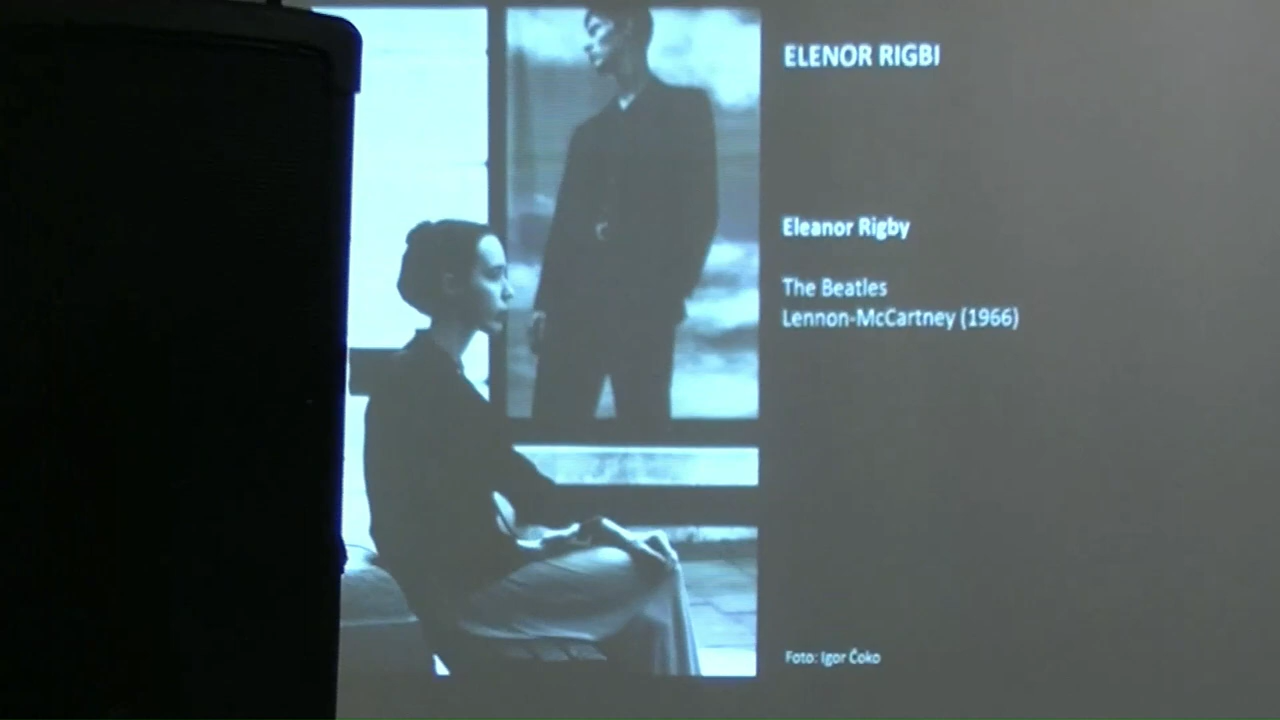 ELENOR RIGBI
Eleanor Rigby
The Beatles
Lennon-McCartney (1966)
Foto: Igor Čoko